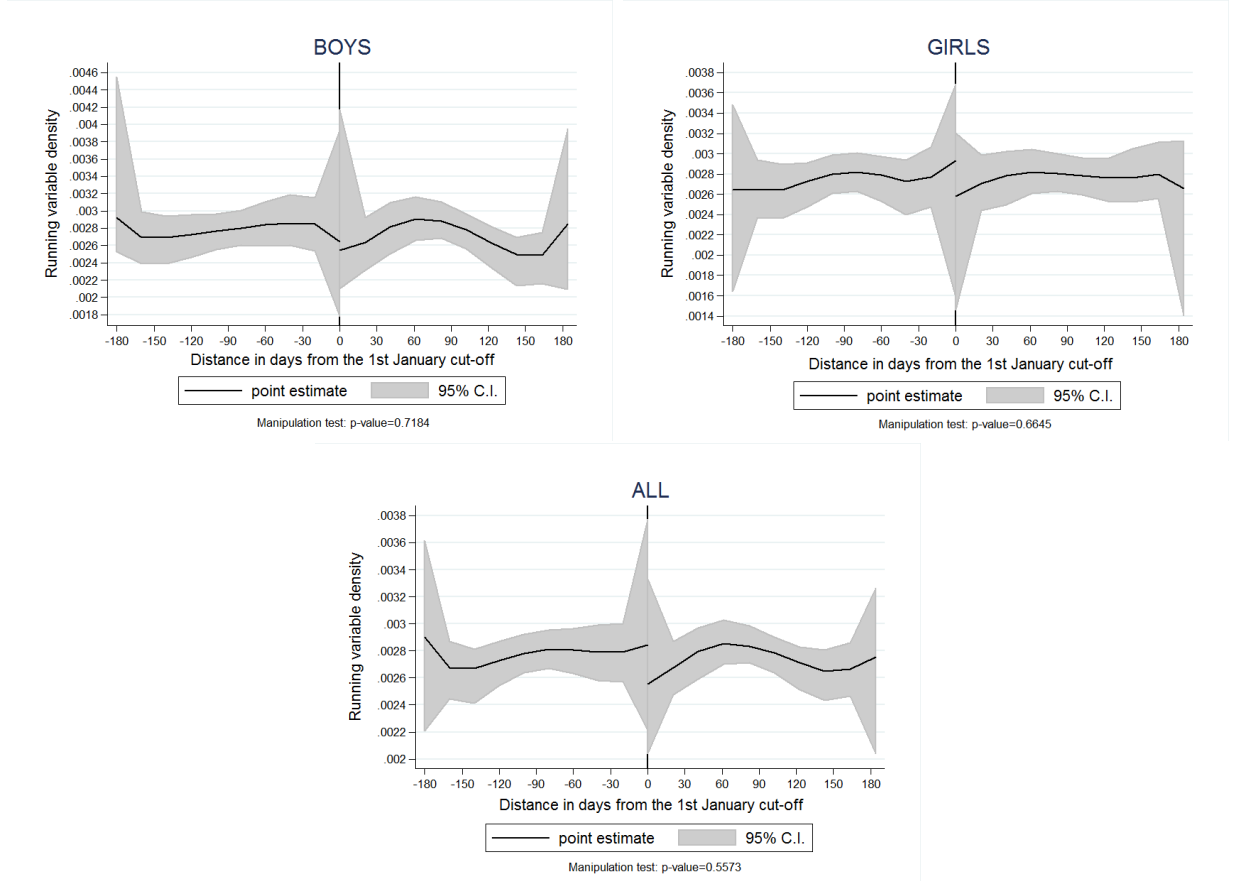 BOYS
Running variable density
.0046
.0044
.0042
.004
.0038
.0036
.0034
.0032
.003
.0028
.0026
.0024
.0022
.002
.0018
-180 -150 -120 -90 -60 -30 0 30 60 90 120 150 180
Distance in days from the 1st January cut-off
point estimate 95% C.I.
Manipulation test: p-value=0.7184
GIRLS
Running variable density
.0038
.0036
.0034
.0032
.003
.0028
.0026
.0024
.0022
.002
.0018
.0016
.0014
-180 -150 -120 -90 -60 -30 0 30 60 90 120 150 180
Distance in days from the 1st January cut-off
point estimate 95% C.I.
Manipulation test: p-value=0.6645
ALL
Running variable density
.0038
.0036
.0034
.0032
.003
.0028
.0026
.0024
.0022
.002
-180 -150 -120 -90 -60 -30 0 30 60 90 120 150 180
Distance in days from the 1st January cut-off
point estimate 95% C.I.
Manipulation test: p-value=0.5573